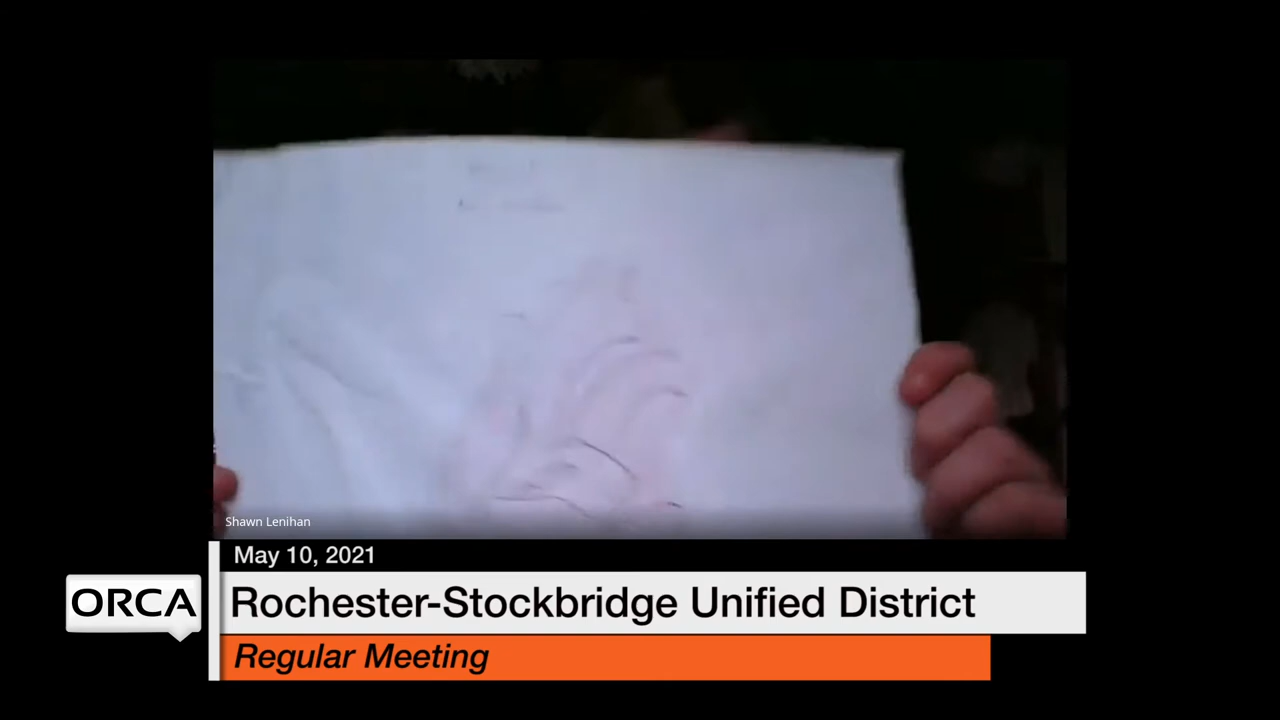 Shawn Lenihan
May 10, 2021
ORCA
Rochester-Stockbridge Unified District
Regular Meeting